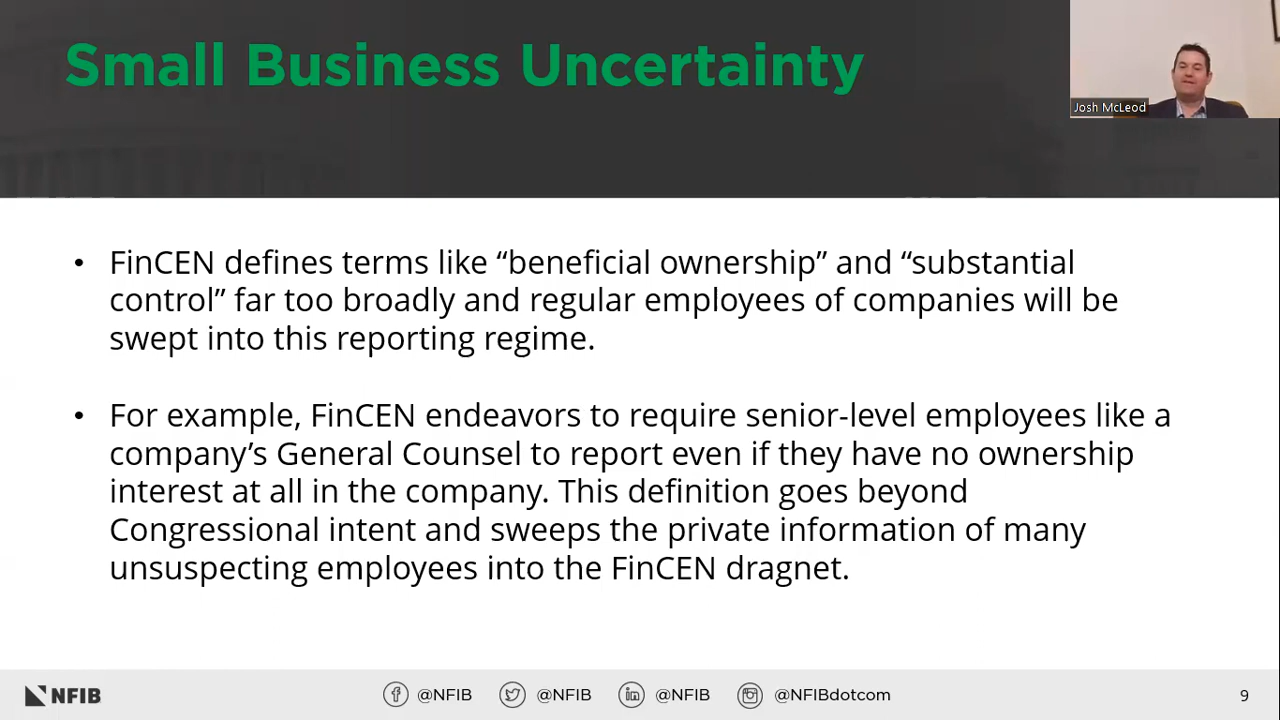 Small Business Uncertainty
Josh McLeod
• FinCEN defines terms like “beneficial ownership” and “substantial
control” far too broadly and regular employees of companies will be
swept into this reporting regime.
• For example, FinCEN endeavors to require senior-level employees like a
company’s General Counsel to report even if they have no ownership
interest at all in the company. This definition goes beyond
Congressional intent and sweeps the private information of many
unsuspecting employees into the FinCEN dragnet.
NFIB @NFIB @NFIB @NFIB @NFIBdotcom 9